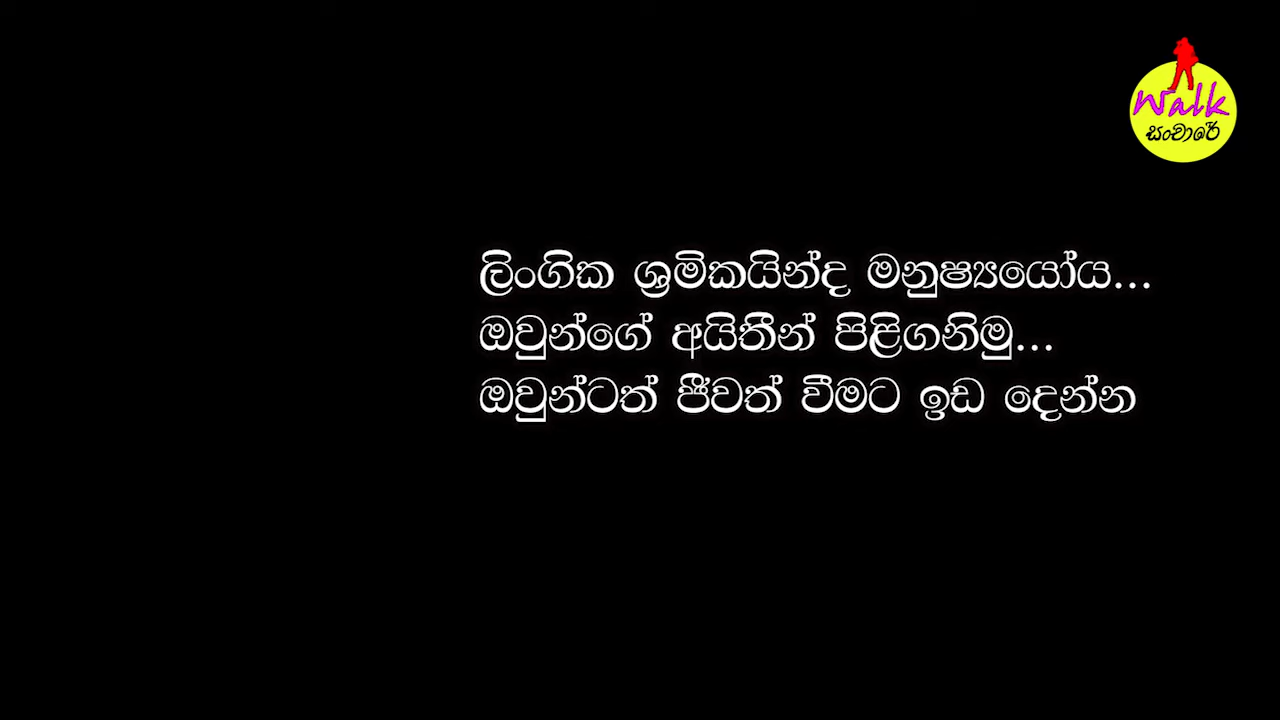 Walk
සංචාරේ
ලිංගික ශ්‍රමිකයින්ද මනුෂ්‍යයෝය...
ඔවුන්ගේ අයිතීන් පිළිගනිමු...
ඔවුන්ටත් ජීවත් වීමට ඉඩ දෙන්න